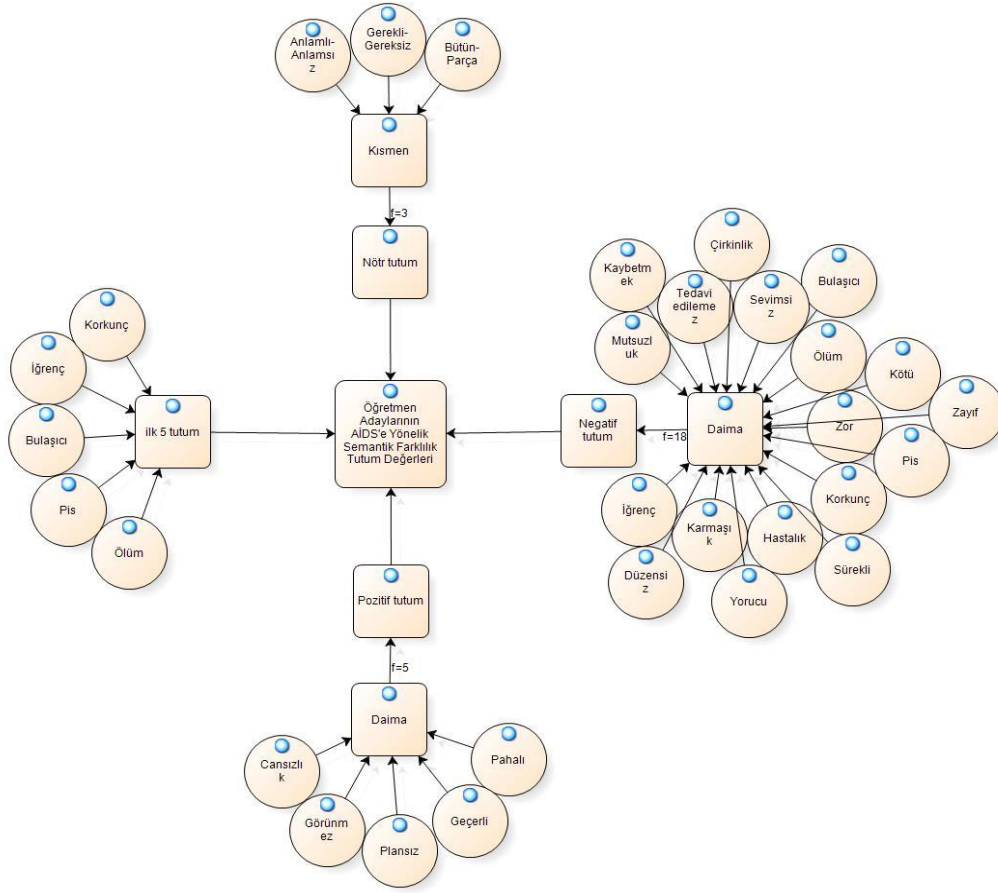 Anlamlı-
Anlamsı
z
Gerekli-
Gereksiz
Bütün-
Parça
Kısmen
f=3
Nötr tutum
Korkunç
İğrenç
Bulaşıcı
Pis
Ölüm
ilk 5 tutum
Öğretmen
Adaylarının
AİDS'e Yönelik
Semantik Farklılık
Tutum Değerleri
Negatif
tutum
f=18
Daima
Çirkinlik
Kaybetm
ek
Tedavi
edileme
z
Sevimsi
z
Bulaşıcı
Mutsuzl
uk
Ölüm
Kötü
Zayıf
Zor
Pis
Korkunç
Sürekli
Hastalık
Yorucu
Karmaşı
k
Düzensi
z
İğrenç
Pozitif tutum
f=5
Daima
Cansızlı
k
Görünm
ez
Plansız
Geçerli
Pahalı